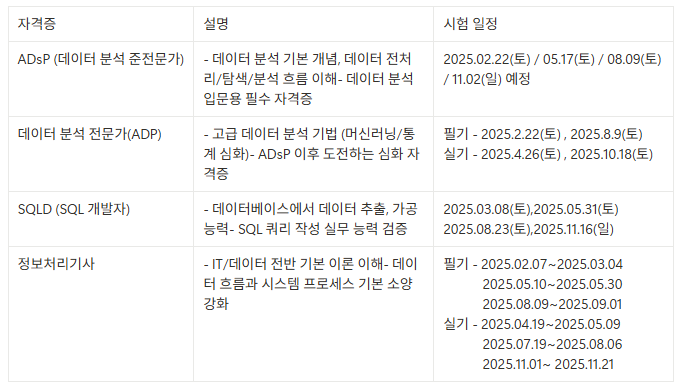 자격증 설명 시험 일정
ADsP (데이터 분석 준전문가)
- 데이터 분석 기본 개념, 데이터 전처
리/탐색/분석 흐름 이해- 데이터 분석
입문용 필수 자격증
2025.02.22(토) / 05.17(토) / 08.09(토)
/ 11.02(일) 예정
데이터 분석 전문가(ADP)
- 고급 데이터 분석 기법 (머신러닝/통
계 심화)- ADsP 이후 도전하는 심화 자
격증
필기 - 2025.2.22(토) , 2025.8.9(토)
실기 - 2025.4.26(토) , 2025.10.18(토)
SQLD (SQL 개발자)
- 데이터베이스에서 데이터 추출, 가공
능력- SQL 쿼리 작성 실무 능력 검증
2025.03.08(토),2025.05.31(토)
2025.08.23(토),2025.11.16(일)
정보처리기사
- IT/데이터 전반 기본 이론 이해- 데이
터 흐름과 시스템 프로세스 기본 소양
강화
필기 - 2025.02.07~2025.03.04
2025.05.10~2025.05.30
2025.08.09~2025.09.01
실기 - 2025.04.19~2025.05.09
2025.07.19~2025.08.06
2025.11.01~ 2025.11.21